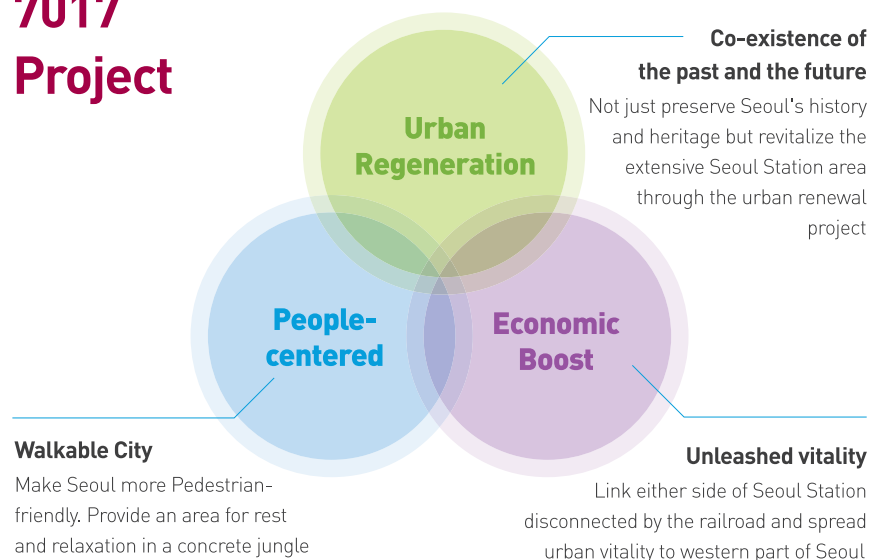 7017
Project
Co-existence of
the past and the future
Not just preserve Seoul's history
and heritage but revitalize the
extensive Seoul Station area
through the urban renewal
project
Urban
Regeneration
People-
centered
Economic
Boost
Walkable City
Make Seoul more Pedestrian-
friendly. Provide an area for rest
and relaxation in a concrete jungle
Unleashed vitality
Link either side of Seoul Station
disconnected by the railroad and spread
urban vitality to western part of Seoul